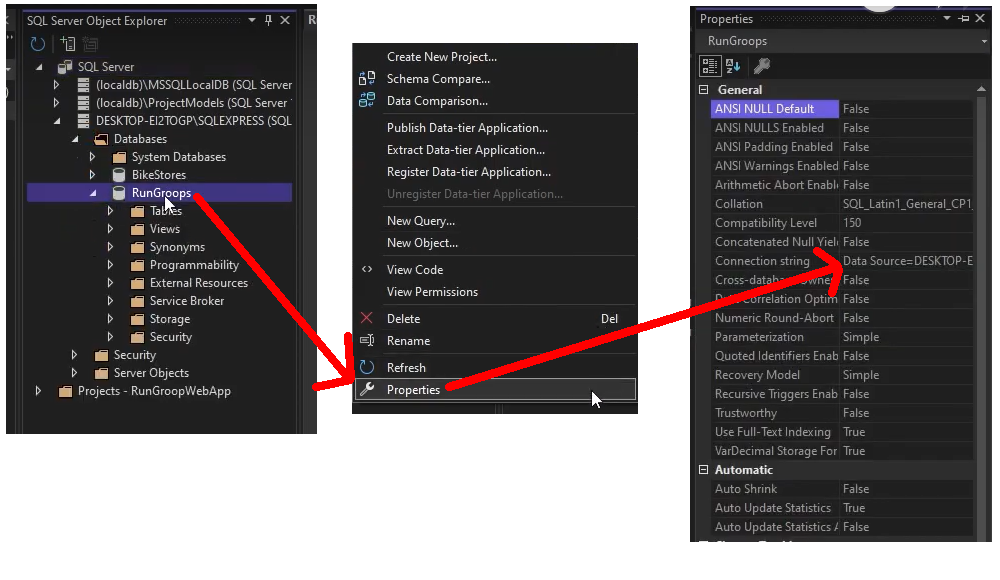 SQL Server Object Explorer
SQL Server
(localdb)\MSSQLLocalDB (SQL Server
(localdb)\ProjectModels (SQL Server
DESKTOP-EI2TOGP\SQLEXPRESS (SQL
Databases
System Databases
BikeStores
RunGroops
Tables
Views
Synonyms
Programmability
External Resources
Service Broker
Storage
Security
Security
Server Objects
Projects - RunGroopWebApp
R
Create New Project...
Schema Compare...
Data Comparison...
Publish Data-tier Application...
Extract Data-tier Application...
Register Data-tier Application...
Unregister Data-tier Application...
New Query...
New Object...
View Code
View Permissions
Delete Del
Rename
Refresh
Properties
Properties
RunGroops
General
ANSI NULL Default False
ANSI NULLS Enabled False
ANSI Padding Enabled False
ANSI Warnings Enabled False
Arithmetic Abort Enabl False
Collation SQL_Latin1_General_CP1_
Compatibility Level 150
Concatenated Null Yiel False
Connection string Data Source=DESKTOP-E
Cross-database Owne False
Correlation Optim False
Numeric Round-Abort False
Parameterization Simple
Quoted Identifiers Enab False
Recovery Model Simple
Recursive Triggers Enab False
Trustworthy False
Use Full-Text Indexing True
VarDecimal Storage For True
Automatic
Auto Shrink False
Auto Update Statistics True
Auto Update Statistics A False